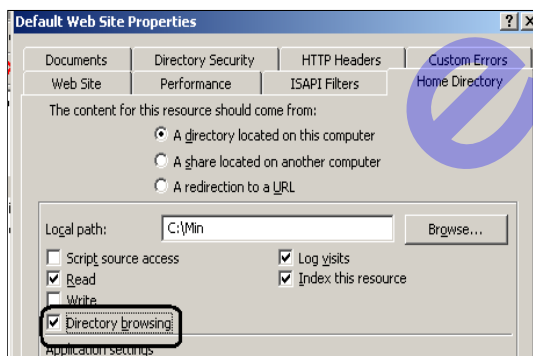 Default Web Site Properties
Documents Directory Security HTTP Headers Custom Errors
Web Site Performance ISAPI Filters Home Directory
The content for this resource should come from:
A directory located on this computer
A share located on another computer
A redirection to a URL
Local path: C:\Min Browse...
Script source access Log visits
Read Index this resource
Write
Directory browsing
Application settings